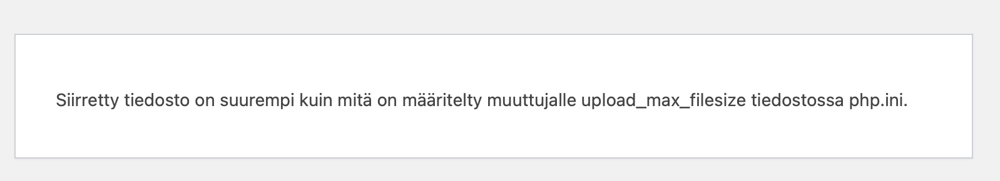 Siirretty tiedosto on suurempi kuin mitä on määritelty muuttujalle upload_max_filesize tiedostossa php.ini.